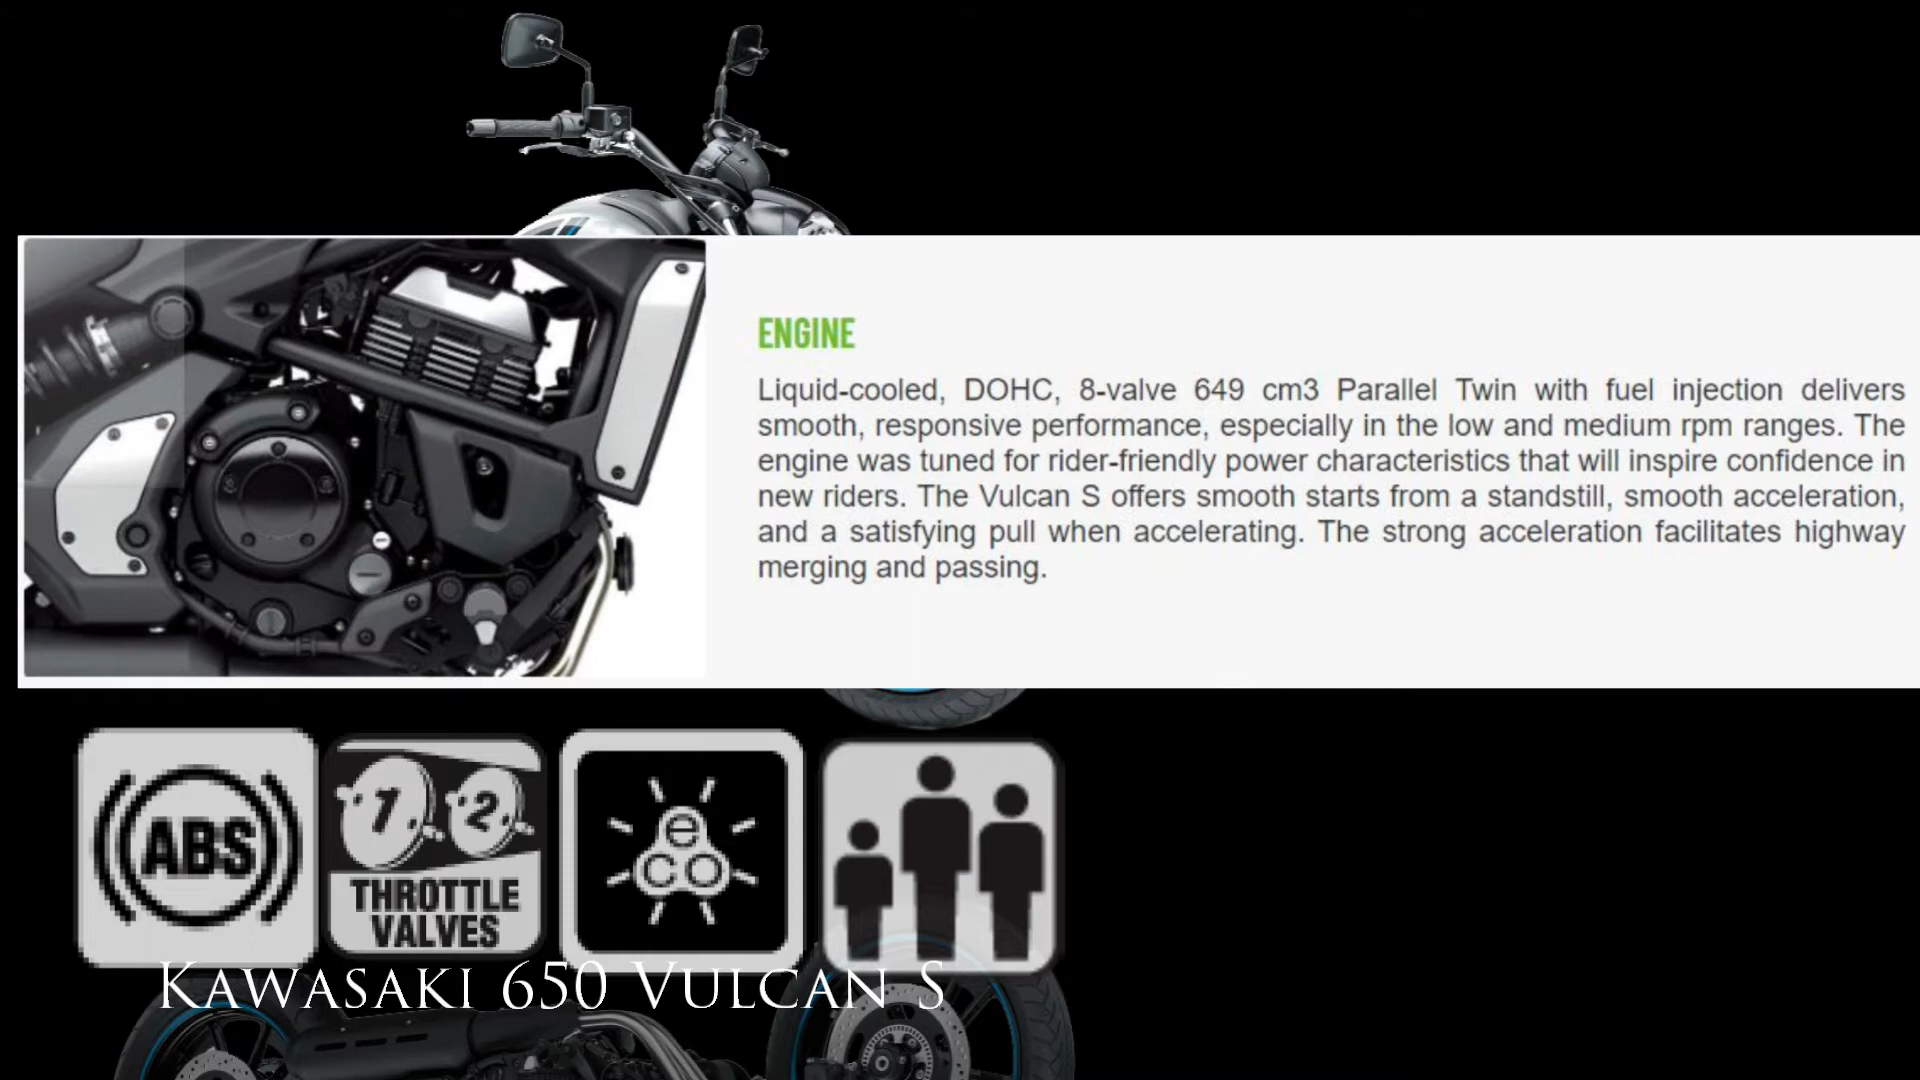 ENGINE
Liquid-cooled, DOHC, 8-valve 649 cm3 Parallel Twin with fuel injection delivers
smooth, responsive performance, especially in the low and medium rpm ranges. The
engine was tuned for rider-friendly power characteristics that will inspire confidence in
new riders. The Vulcan S offers smooth starts from a standstill, smooth acceleration,
and a satisfying pull when accelerating. The strong acceleration facilitates highway
merging and passing.
ABS
1 2
THROTTLE
VALVES
e
co
KAWASAKI 650 VULCAN S